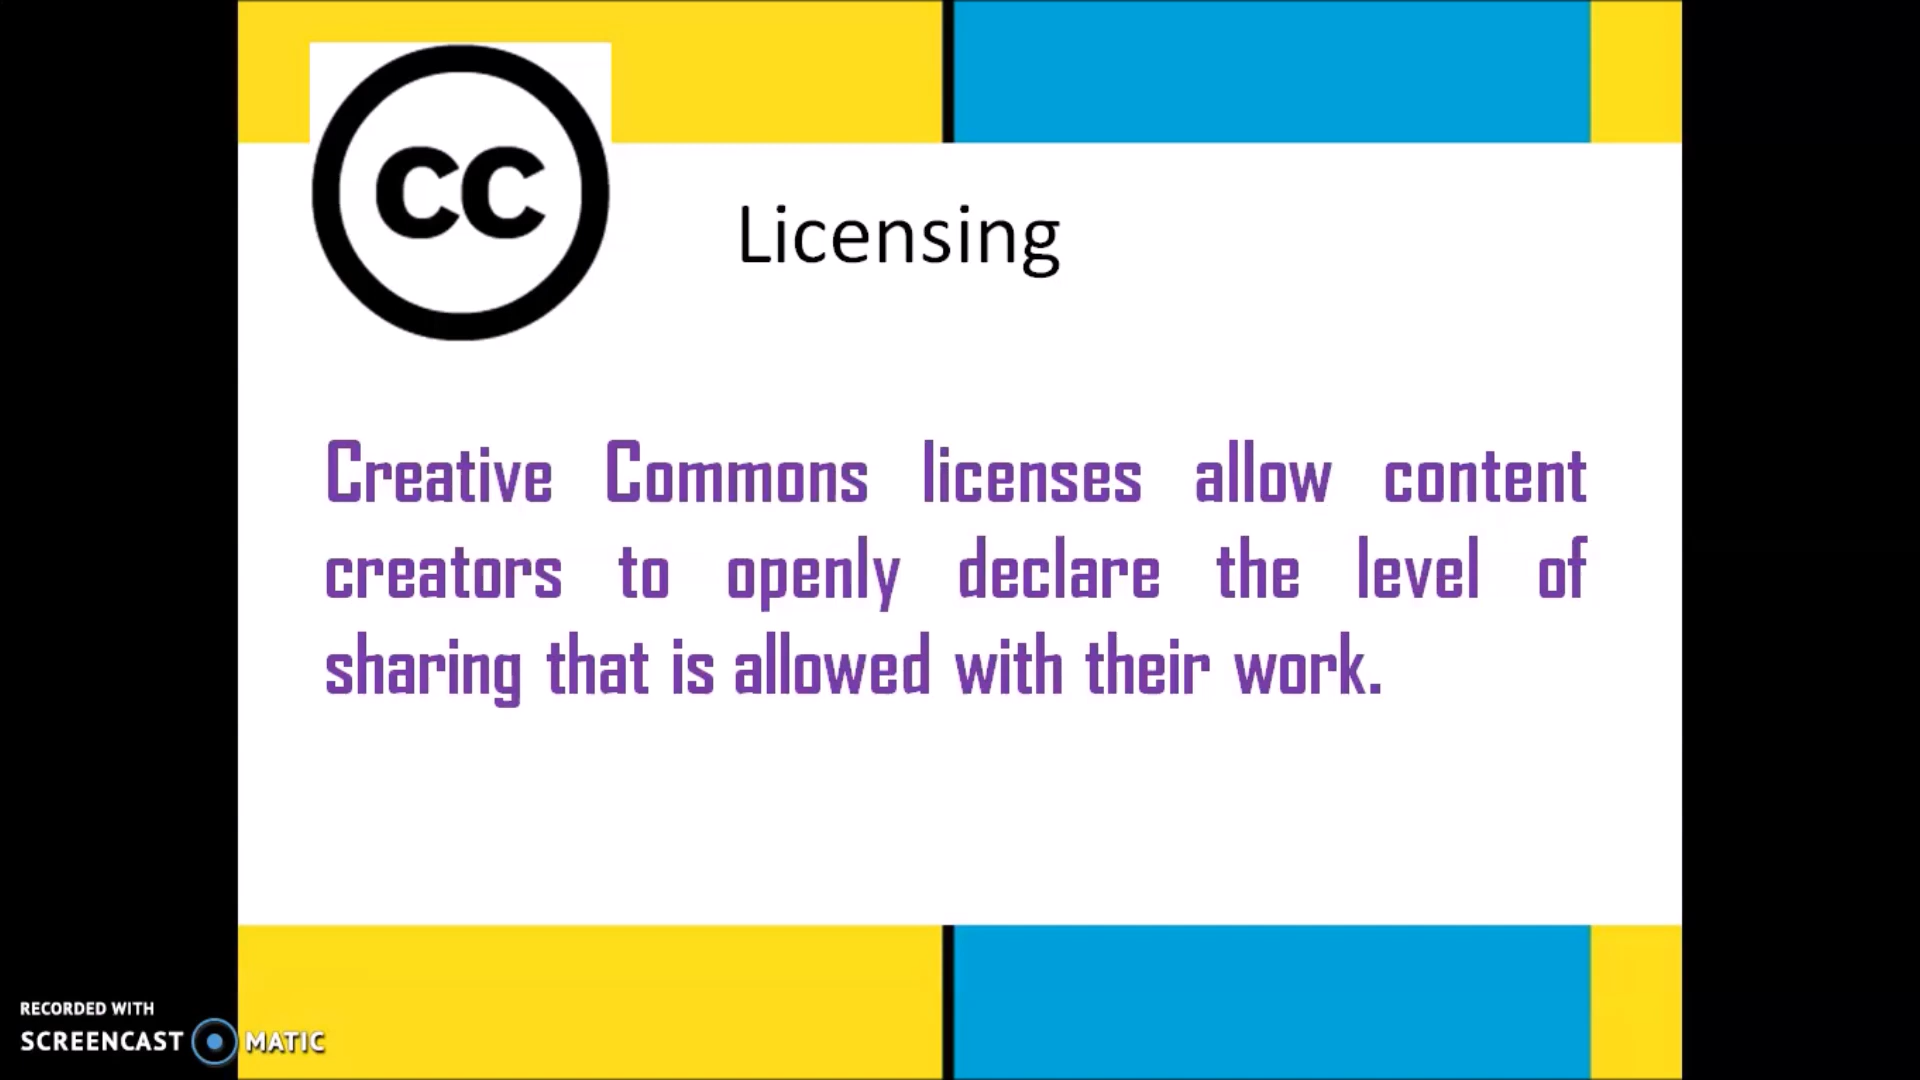 cc
Licensing
Creative Commons licenses allow content
creators to openly declare the level of
sharing that is allowed with their work.
RECORDED WITH
SCREENCAST MATIC